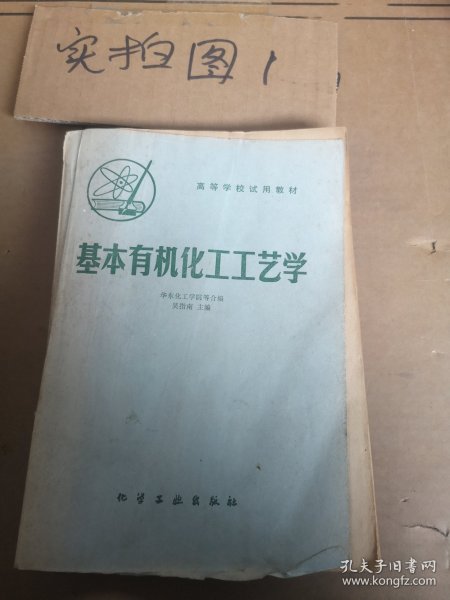 实拍图1
高等学校试用教材
基本有机化工工艺学
华东化工学院等合编
吴指南 主编
化学工业出版社
孔夫子旧书网
www.kongfz.com